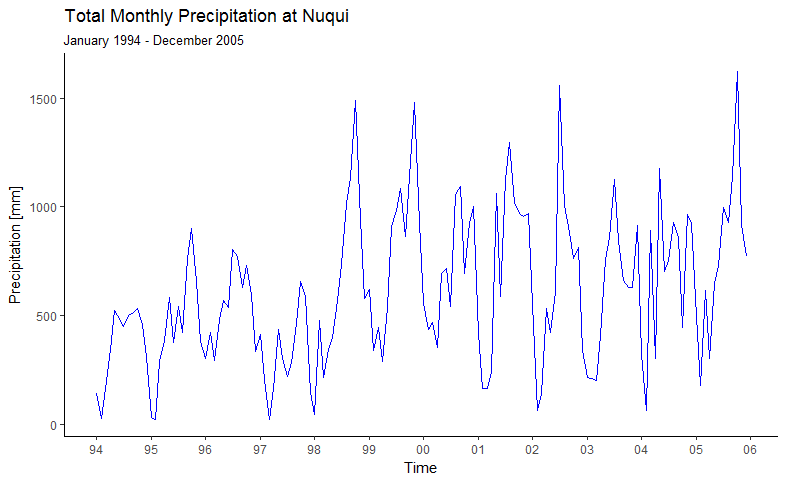 Total Monthly Precipitation at Nuqui
January 1994 - December 2005
Precipitation [mm]
1500
1000
500
0
94 95 96 97 98 99 00 01 02 03 04 05 06
Time